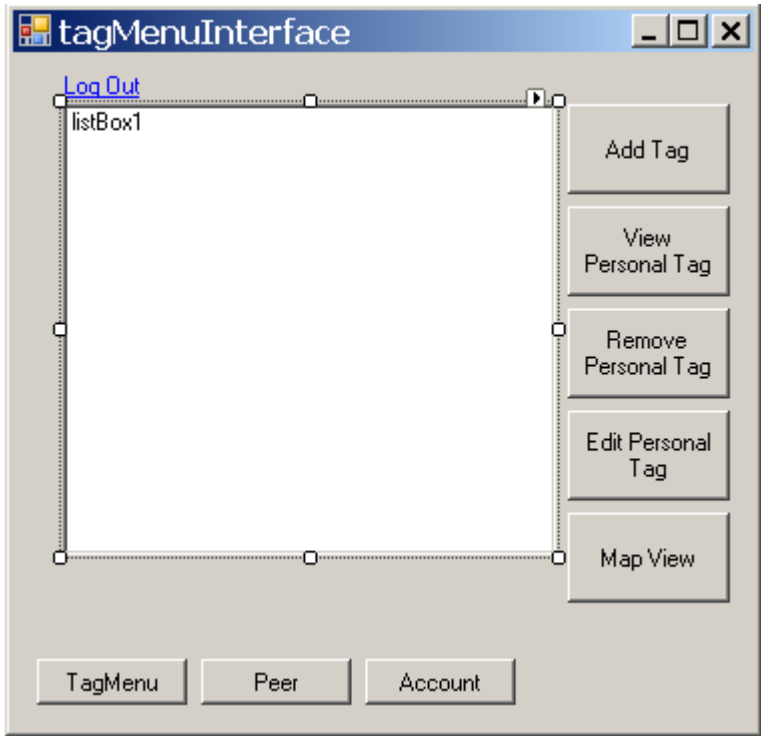 tagMenuInterface
Log Out
listBox1
Add Tag
View
Personal Tag
Remove
Personal Tag
Edit Personal
Tag
Map View
TagMenu
Peer
Account